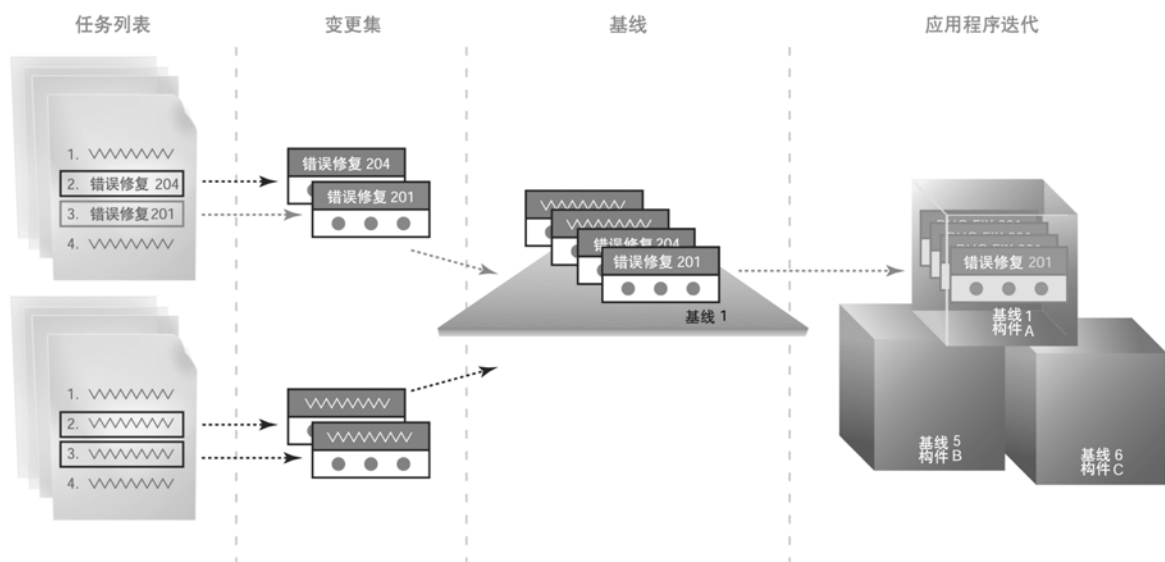 任务列表
变更集
基线
应用程序迭代
1.
2. 错误修复 204
3. 错误修复201
4.
错误修复 204
错误修复 201
错误修复 204
错误修复 201
基线 1
错误修复 201
基线 1
构件 A
1.
2.
3.
4.
基线 5
构件 B
基线 6
构件 C